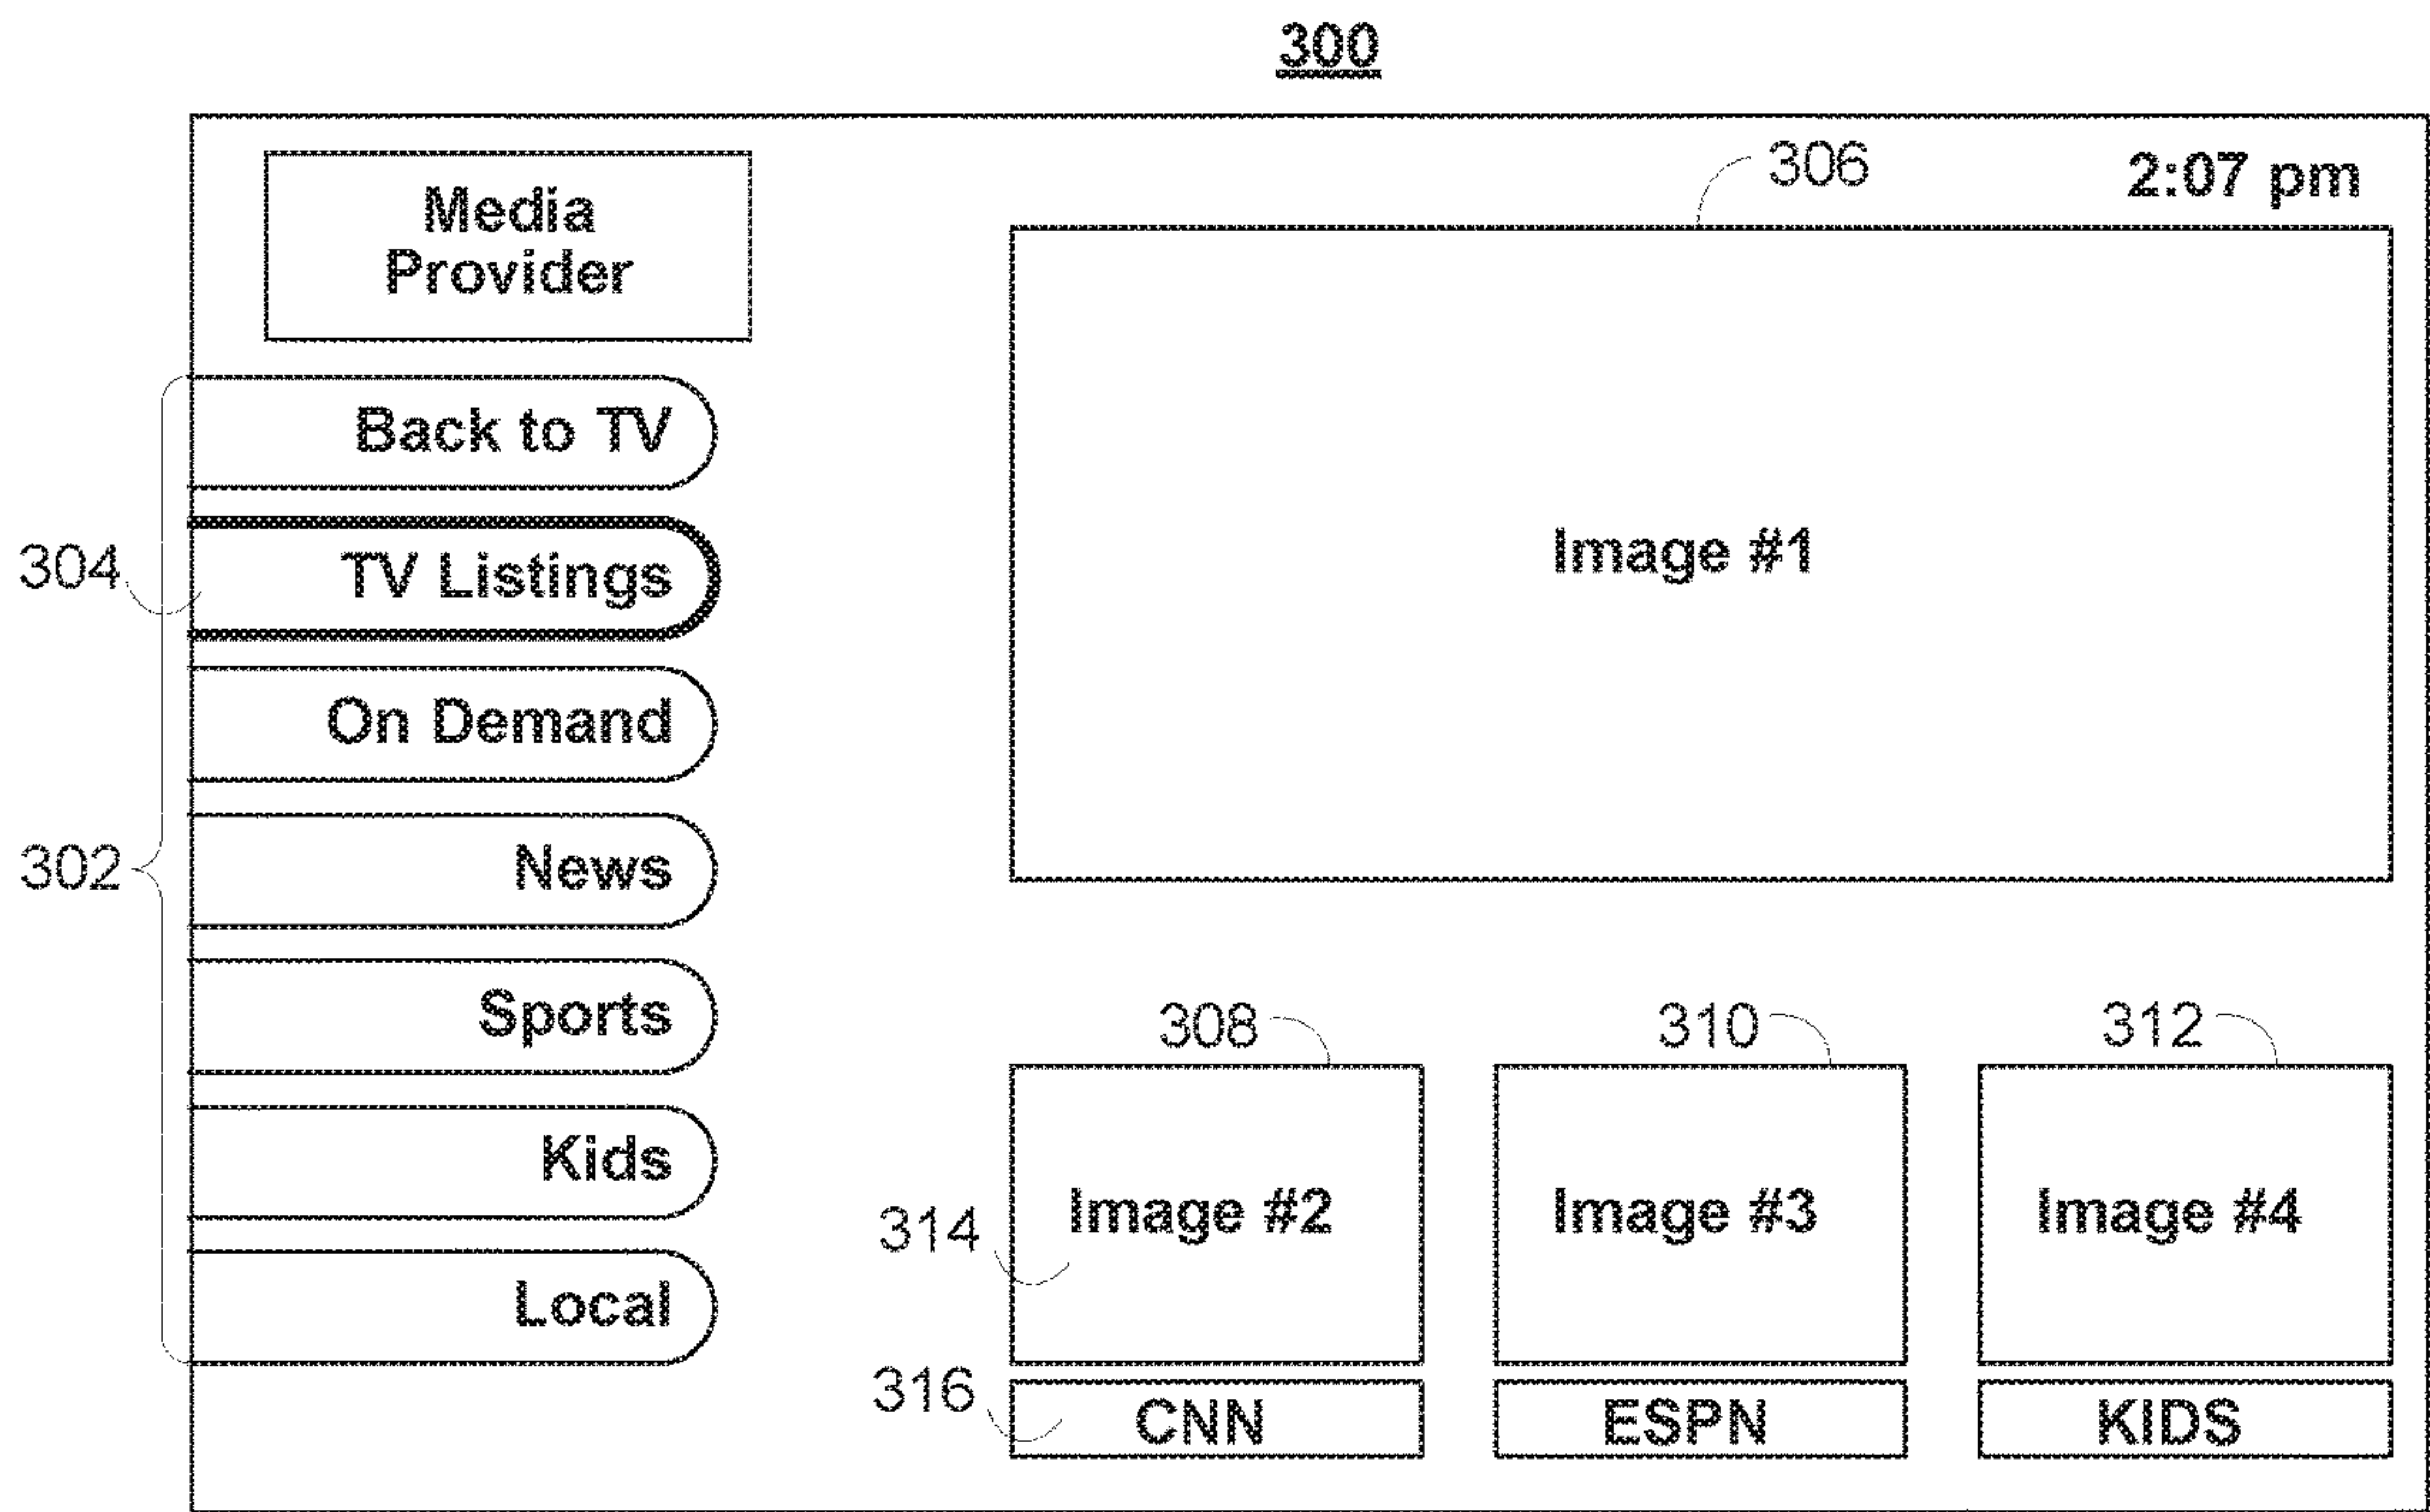 300
306
2:07 pm
Media
Provider
Back to TV
304
TV Listings
Image #1
On Demand
302
News
Sports
308
310
312
Kids
314
Image #2
Image #3
Image #4
Local
316
CNN
ESPN
KIDS